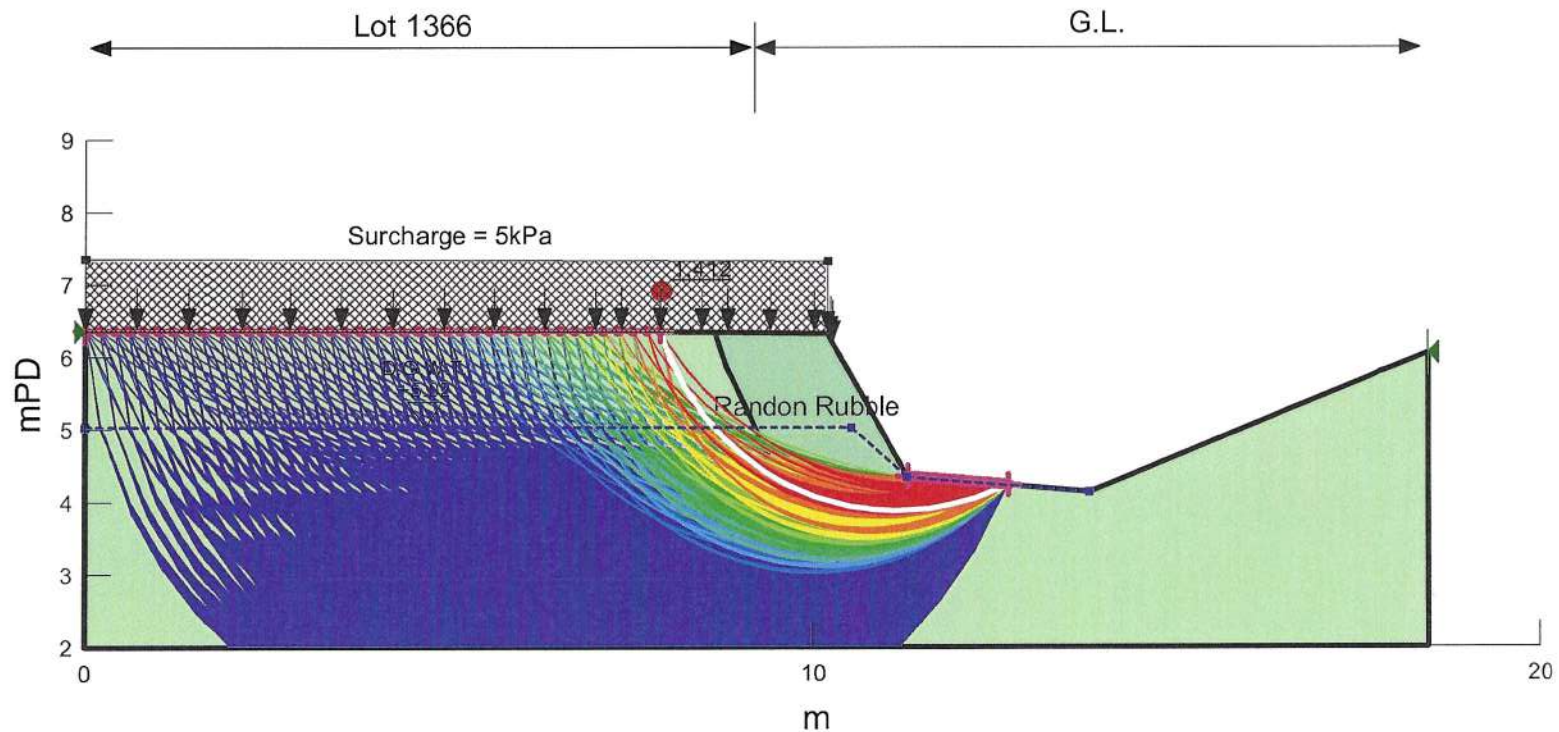 Lot 1366
G.L.
9
8
Surcharge = 5kPa
7
1.412
6
D.G.W.T.
mPD
Randon Rubble
5
4
3
2
0
10
20
m